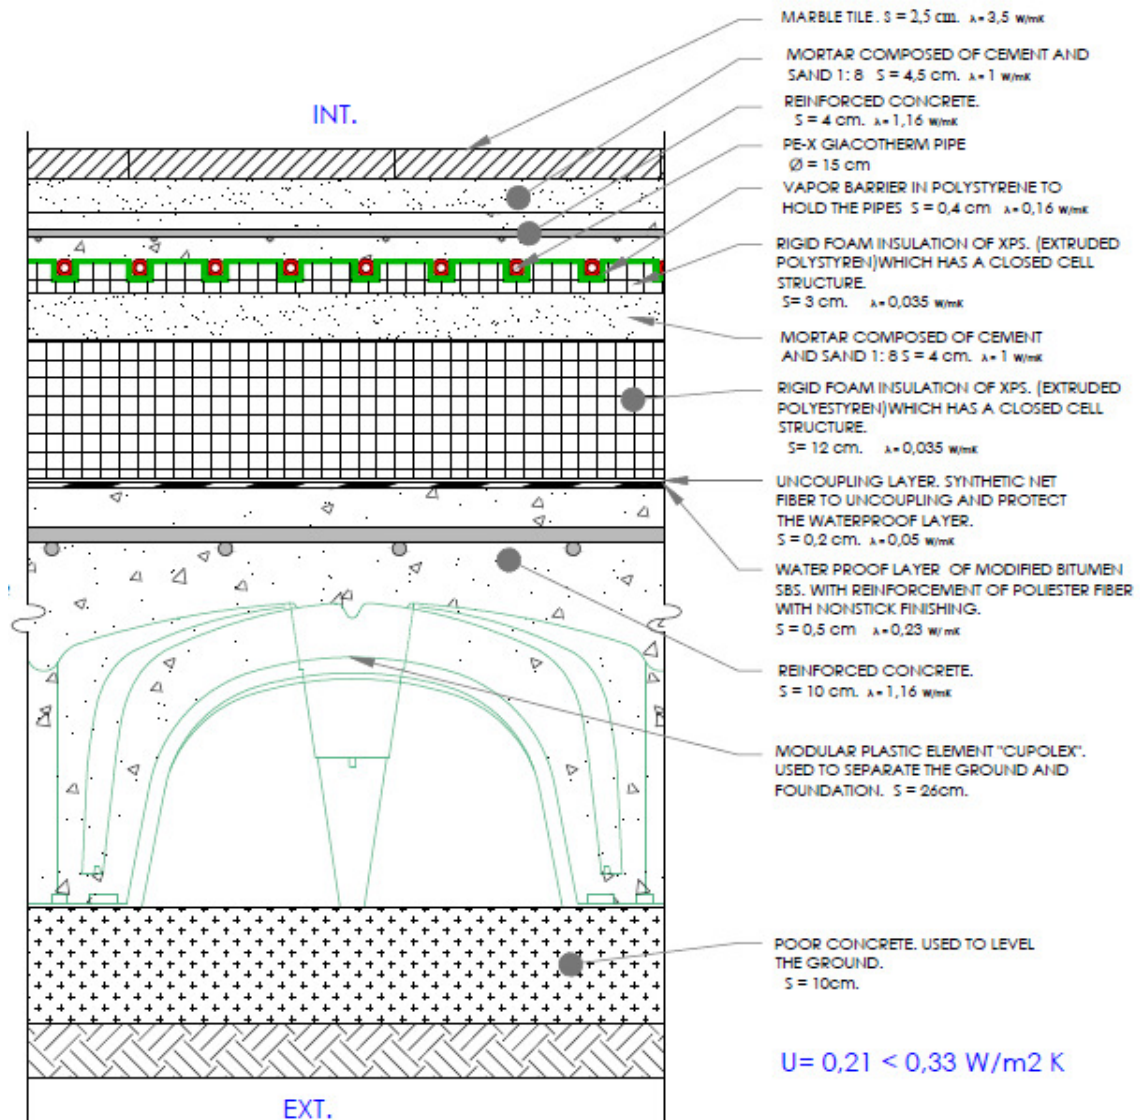 MARBLE TILE. S = 2,5 cm. λ= 3,5 W/mK
MORTAR COMPOSED OF CEMENT AND
SAND 1: 8 S = 4,5 cm. λ= 1 W/mK
INT.
REINFORCED CONCRETE.
S = 4 cm. λ= 1,16 W/mK
PE-X GIACOTHERM PIPE
Ø = 15 cm
VAPOR BARRIER IN POLYSTYRENE TO
HOLD THE PIPES S = 0,4 cm λ= 0,16 W/mK
RIGID FOAM INSULATION OF XPS. (EXTRUDED
POLYSTYREN)WHICH HAS A CLOSED CELL
STRUCTURE.
S= 3 cm. λ= 0,035 W/mK
MORTAR COMPOSED OF CEMENT
AND SAND 1: 8 S = 4 cm. λ= 1 W/mK
RIGID FOAM INSULATION OF XPS. (EXTRUDED
POLYESTYREN)WHICH HAS A CLOSED CELL
STRUCTURE.
S= 12 cm. λ= 0,035 W/mK
UNCOUPLING LAYER. SYNTHETIC NET
FIBER TO UNCOUPLING AND PROTECT
THE WATERPROOF LAYER.
S = 0,2 cm. λ= 0,05 W/mK
WATER PROOF LAYER OF MODIFIED BITUMEN
SBS. WITH REINFORCEMENT OF POLIESTER FIBER
WITH NONSTICK FINISHING.
S = 0,5 cm λ= 0,23 W/mK
REINFORCED CONCRETE.
S = 10 cm. λ= 1,16 W/mK
MODULAR PLASTIC ELEMENT "CUPOLEX".
USED TO SEPARATE THE GROUND AND
FOUNDATION. S = 26cm.
POOR CONCRETE. USED TO LEVEL
THE GROUND.
S = 10cm.
U= 0,21 < 0,33 W/m2 K
EXT.